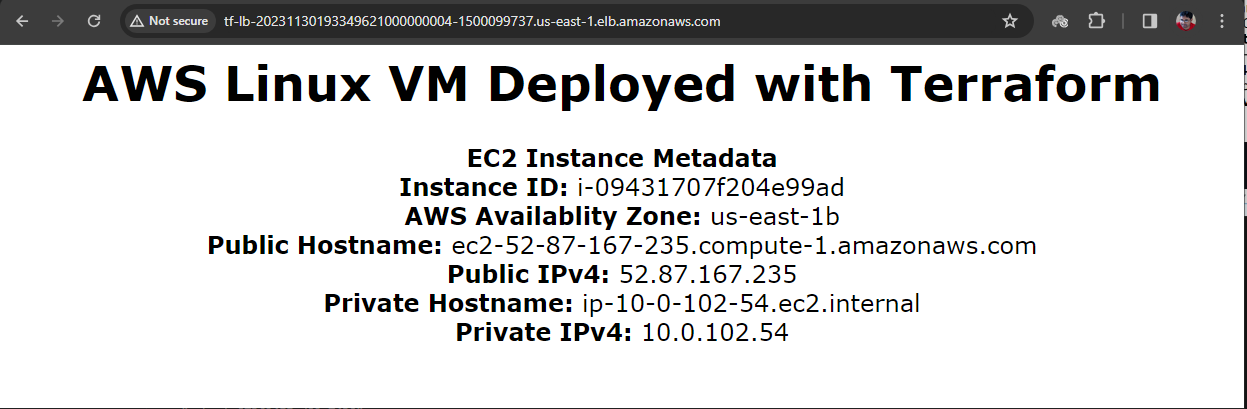 Not secure tf-lb-20231130193349621000000004-1500099737.us-east-1.elb.amazonaws.com
AWS Linux VM Deployed with Terraform
EC2 Instance Metadata
Instance ID: i-09431707f204e99ad
AWS Availablity Zone: us-east-1b
Public Hostname: ec2-52-87-167-235.compute-1.amazonaws.com
Public IPv4: 52.87.167.235
Private Hostname: ip-10-0-102-54.ec2.internal
Private IPv4: 10.0.102.54